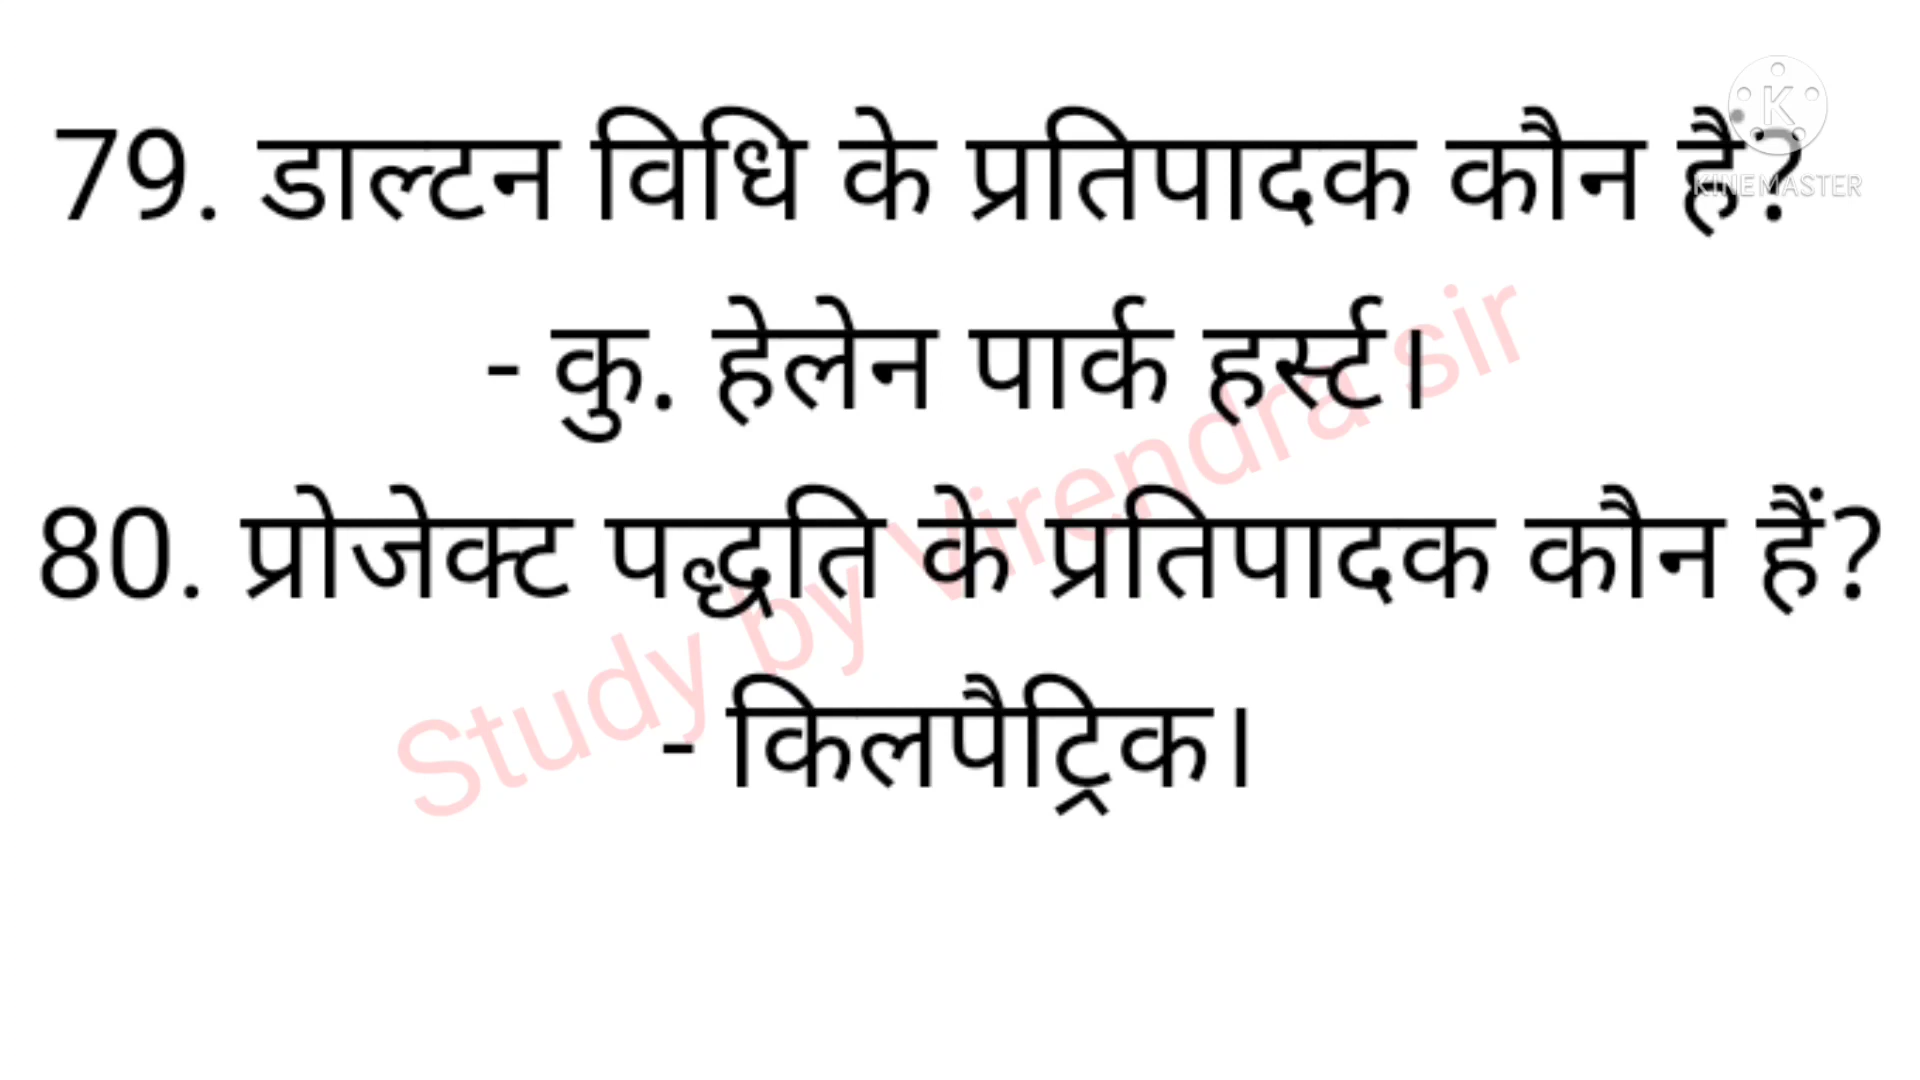 79. डाल्टन विधि के प्रतिपादक कौन हैं?
- कु. हेलेन पार्क हर्स्ट।
80. प्रोजेक्ट पद्धति के प्रतिपादक कौन हैं?
- किलपैट्रिक।
Study by Virendra sir
K
KINEMASTER